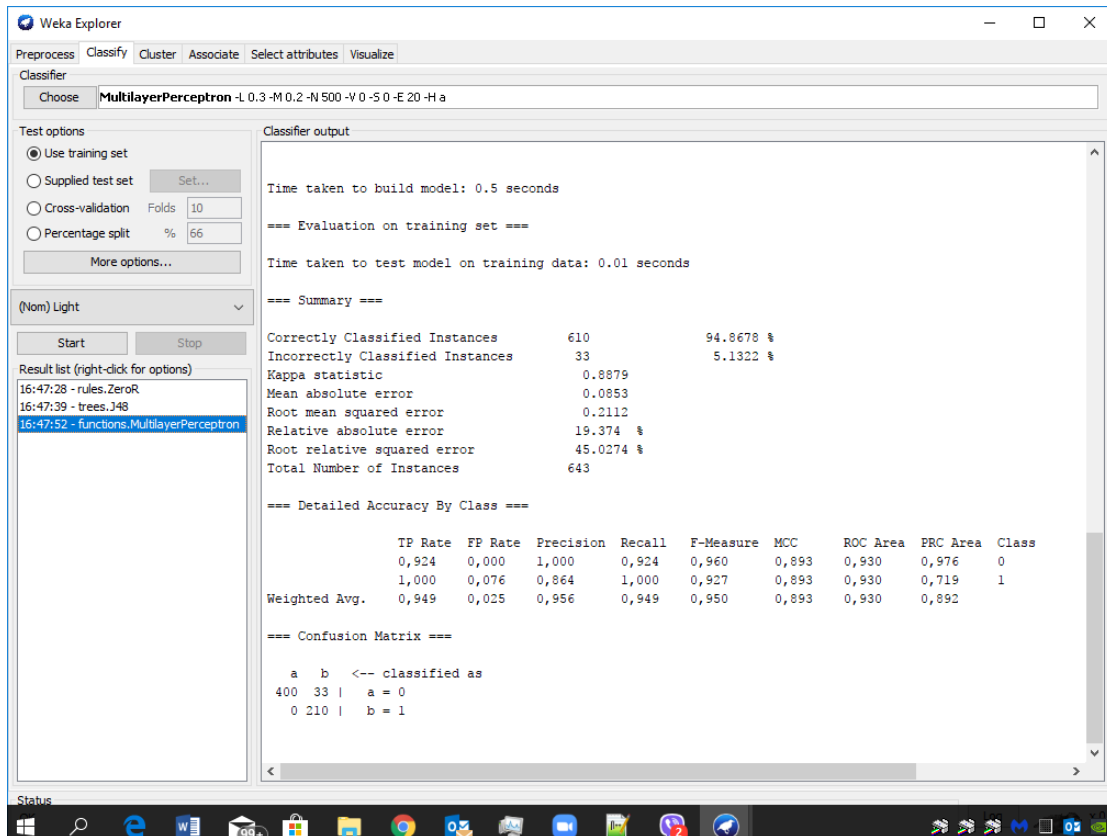 Weka Explorer
Preprocess Classify Cluster Associate Select attributes Visualize
Classifier
Choose MultilayerPerceptron -L 0.3 -M 0.2 -N 500 -V 0 -S 0 -E 20 -H a
Test options
Use training set
Supplied test set Set...
Cross-validation Folds 10
Percentage split % 66
More options...
(Nom) Light
Start Stop
Result list (right-click for options)
16:47:28 - rules.ZeroR
16:47:39 - trees.J48
16:47:52 - functions.MultilayerPerceptron
Classifier output
Time taken to build model: 0.5 seconds
=== Evaluation on training set ===
Time taken to test model on training data: 0.01 seconds
=== Summary ===
Correctly Classified Instances 610 94.8678 %
Incorrectly Classified Instances 33 5.1322 %
Kappa statistic 0.8879
Mean absolute error 0.0853
Root mean squared error 0.2112
Relative absolute error 19.374 %
Root relative squared error 45.0274 %
Total Number of Instances 643
=== Detailed Accuracy By Class ===
TP Rate FP Rate Precision Recall F-Measure MCC ROC Area PRC Area Class
0,924 0,000 1,000 0,924 0,960 0,893 0,930 0,976 0
1,000 0,076 0,864 1,000 0,927 0,893 0,930 0,719 1
Weighted Avg. 0,949 0,025 0,956 0,949 0,950 0,893 0,930 0,892
=== Confusion Matrix ===
a b <-- classified as
400 33 | a = 0
0 210 | b = 1
Status
99+
2